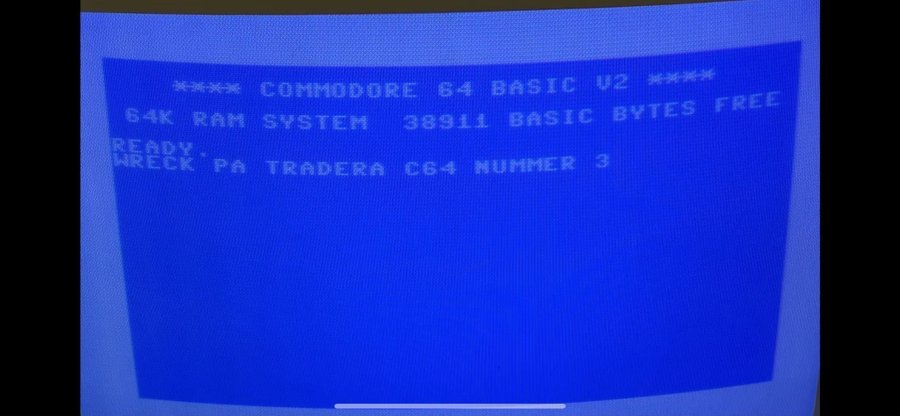 **** COMMODORE 64 BASIC V2 ****
64K RAM SYSTEM 38911 BASIC BYTES FREE
READY.
WRECK PA TRADERA C64 NUMMER 3